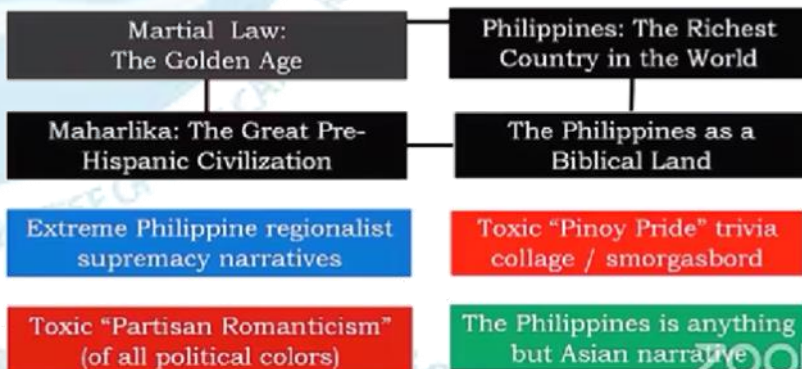 Martial Law:
The Golden Age
Philippines: The Richest
Country in the World
Maharlika: The Great Pre-
Hispanic Civilization
The Philippines as a
Biblical Land
Extreme Philippine regionalist
supremacy narratives
Toxic “Pinoy Pride” trivia
collage / smorgasbord
Toxic “Partisan Romanticism”
(of all political colors)
The Philippines is anything
but Asian narrative